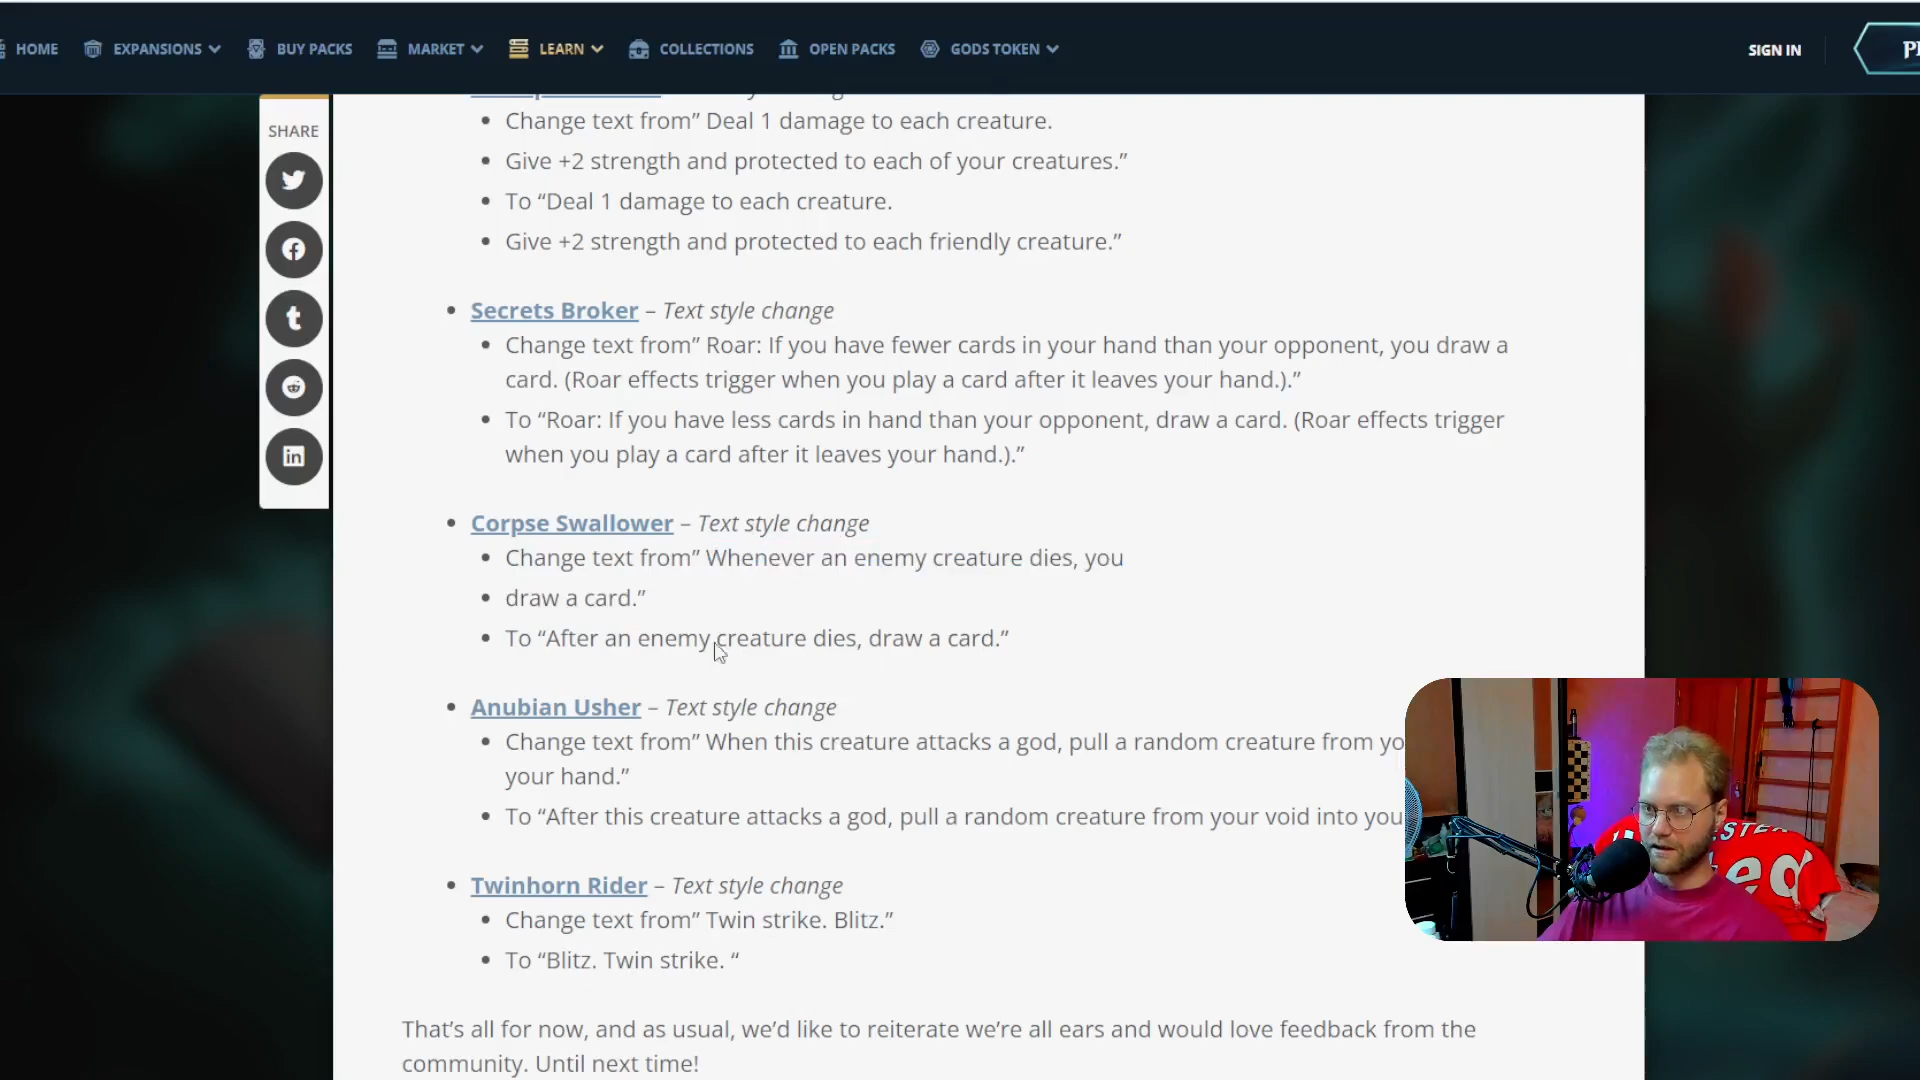 HOME EXPANSIONS BUY PACKS MARKET LEARN COLLECTIONS OPEN PACKS GODS TOKEN SIGN IN
SHARE
Change text from” Deal 1 damage to each creature.
Give +2 strength and protected to each of your creatures.”
To “Deal 1 damage to each creature.
Give +2 strength and protected to each friendly creature.”
Secrets Broker – Text style change
Change text from” Roar: If you have fewer cards in your hand than your opponent, you draw a
card. (Roar effects trigger when you play a card after it leaves your hand.).”
To “Roar: If you have less cards in hand than your opponent, draw a card. (Roar effects trigger
when you play a card after it leaves your hand.).”
Corpse Swallower – Text style change
Change text from” Whenever an enemy creature dies, you
draw a card.”
To “After an enemy creature dies, draw a card.”
Anubian Usher – Text style change
Change text from” When this creature attacks a god, pull a random creature from
your hand.”
To “After this creature attacks a god, pull a random creature from your void into
Twinhorn Rider – Text style change
Change text from” Twin strike. Blitz.”
To “Blitz. Twin strike. “
That’s all for now, and as usual, we’d like to reiterate we’re all ears and would love feedback from the
community. Until next time!